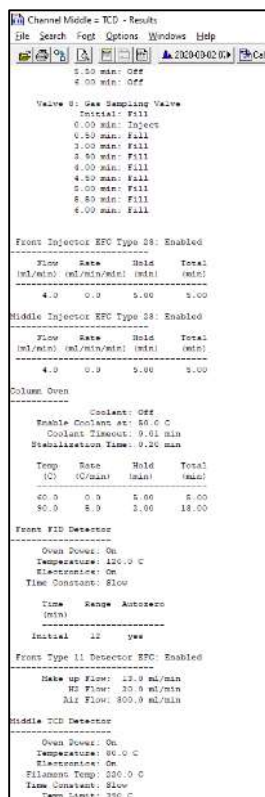 Channel Middle = TCD - Results
File Search Font Options Windows Help
5.50 min: Off
6.00 min: Off
Valve 8: Gas Sampling Valve
Initial: Fill
0.00 min: Inject
0.50 min: Fill
3.00 min: Fill
3.90 min: Fill
4.00 min: Fill
4.50 min: Fill
5.00 min: Fill
5.50 min: Fill
6.00 min: Fill
Front Injector EFC Type 28: Enabled
Flow Rate Hold Total
(ml/min) (ml/min/min) (min) (min)
4.0 0.0 5.00 5.00
Middle Injector EFC Type 28: Enabled
Flow Rate Hold Total
(ml/min) (ml/min/min) (min) (min)
4.0 0.0 5.00 5.00
Column Oven
Coolant: Off
Enable Coolant at: 50.0 C
Coolant Timeout: 0.01 min
Stabilization Time: 0.20 min
Temp Rate Hold Total
(C) (C/min) (min) (min)
60.0 0.0 5.00 5.00
90.0 18.00
Front FID Detector
Oven Power: On
Temperature: 120.0 C
Electronics: On
Time Constant: Slow
Time Range Autozero
(min)
Initial 12 yes
Front Type 11 Detector EFC: Enabled
Make up Flow: ml/min
H2 Flow: 30.0 ml/min
Air Flow: 300.0 ml/min
Middle TCD Detector
Oven Power: On
Temperature: 80.0 C
Electronics: On
Filament Temp: 220.0 C
Time Constant: Slow
Temp Limit: 390 C